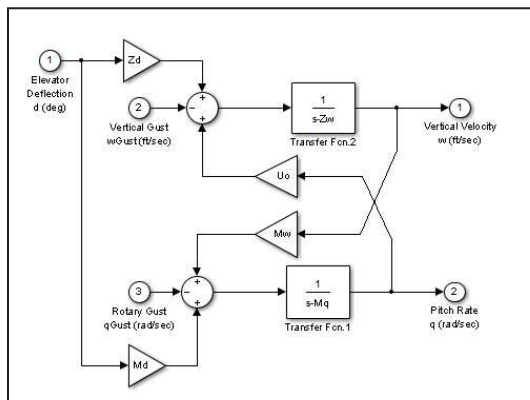 1
Elevator
Deflection
d (deg)
Zd
2
Vertical Gust
wGust (ft/sec)
+
−
+
1
s-Zw
Transfer Fcn.2
1
Vertical Velocity
w (ft/sec)
Uo
Mw
3
Rotary Gust
qGust (rad/sec)
+
−
+
1
s-Mq
Transfer Fcn.1
2
Pitch Rate
q (rad/sec)
Md